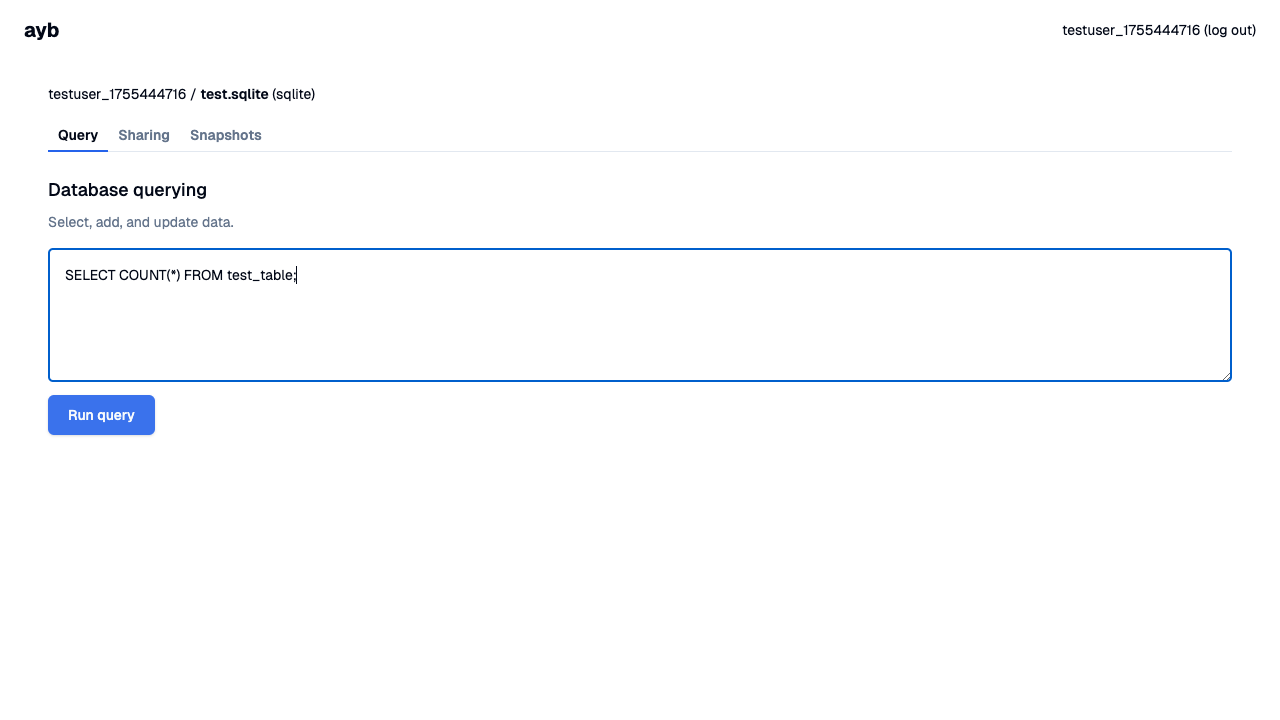 ayb
testuser_1755444716 (log out)
testuser_1755444716 / test.sqlite (sqlite)
Query
Sharing
Snapshots
Database querying
Select, add, and update data.
SELECT COUNT(*) FROM test_table;
Run query